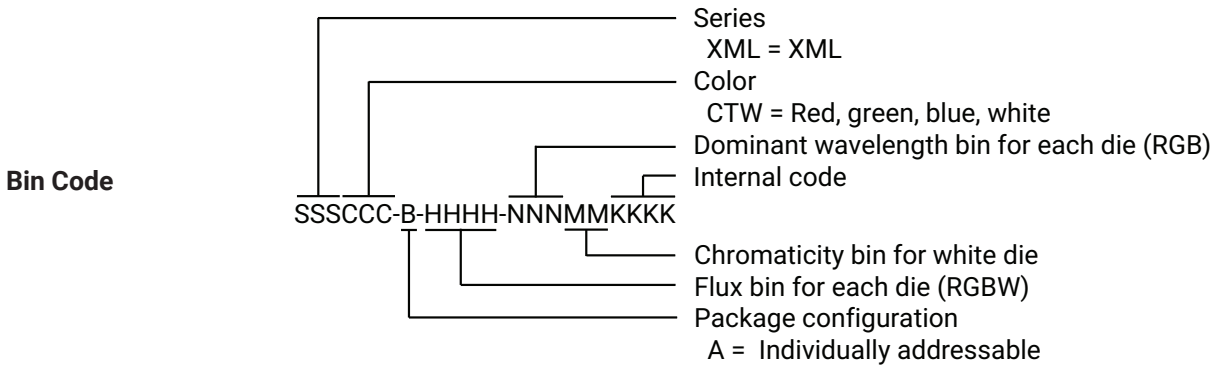 Series
XML = XML
Color
CTW = Red, green, blue, white
Dominant wavelength bin for each die (RGB)
Bin Code
Internal code
SSSCCC-B-HHHH-NNNMMKKKK
Chromaticity bin for white die
Flux bin for each die (RGBW)
Package configuration
A = Individually addressable